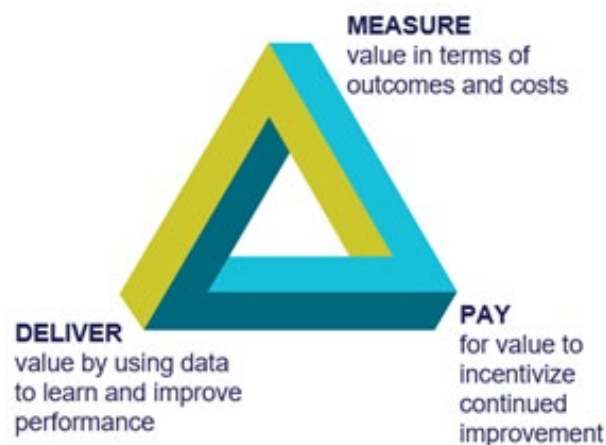 MEASURE
value in terms of
outcomes and costs
DELIVER
value by using data
to learn and improve
performance
PAY
for value to
incentivize
continued
improvement